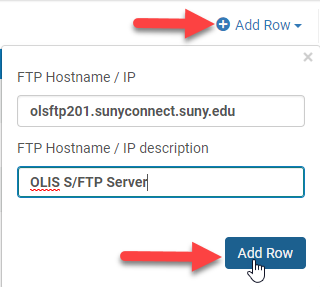 Add Row
×
FTP Hostname / IP
olsftp201.sunyconnect.suny.edu
FTP Hostname / IP description
OLIS S/FTP Server
Add Row